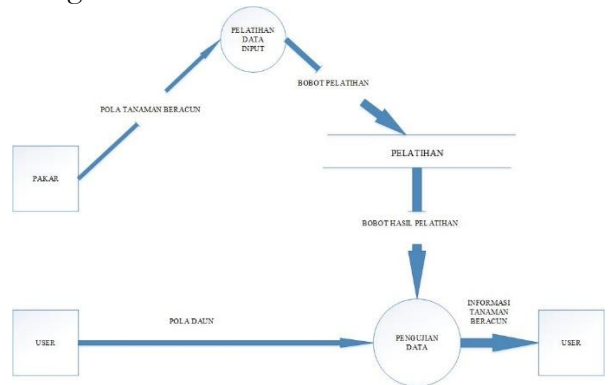 PELATIHAN
DATA
INPUT
BOBOT PELATIHAN
POLA TANAMAN BERACUN
PELATIHAN
PAKAR
BOBOT HASIL PELATIHAN
INFORMASI
TANAMAN
BERACUN
POLA DAUN
USER
PENGUJIAN
DATA
USER